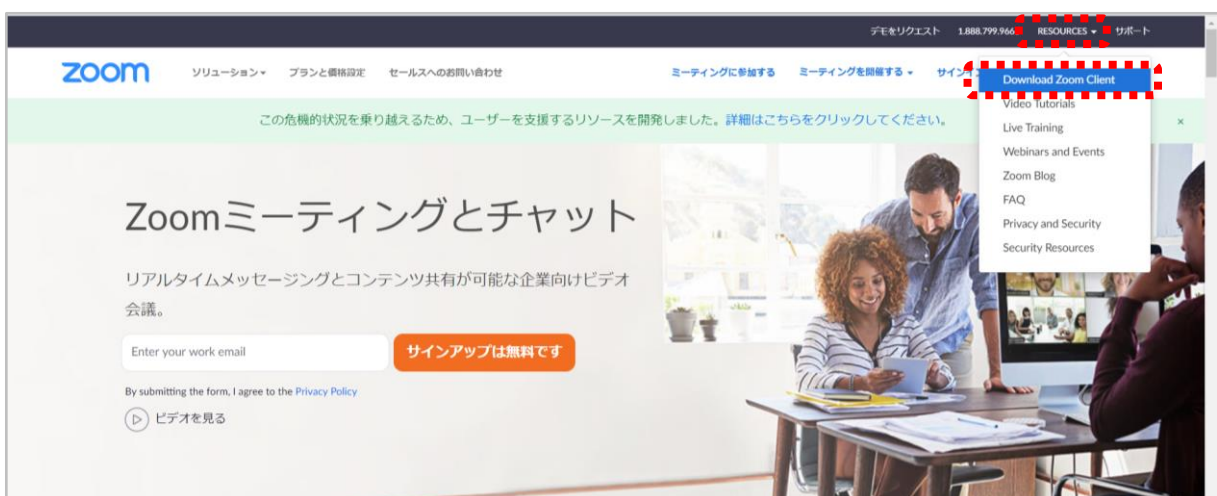 デモをリクエスト 1.888.799.966 RESOURCES サポート
zoom ソリューション プランと価格設定 セールスへのお問い合わせ ミーティングに参加する ミーティングを開催する
Download Zoom Client
Video Tutorials
Live Training
Webinars and Events
Zoom Blog
FAQ
Privacy and Security
Security Resources
この危機的状況を乗り越えるため、ユーザーを支援するリソースを開発しました。詳細はこちらをクリックしてください。 ×
Zoomミーティングとチャット
リアルタイムメッセージングとコンテンツ共有が可能な企業向けビデオ
会議。
Enter your work email サインアップは無料です
By submitting the form, I agree to the Privacy Policy
ビデオを見る